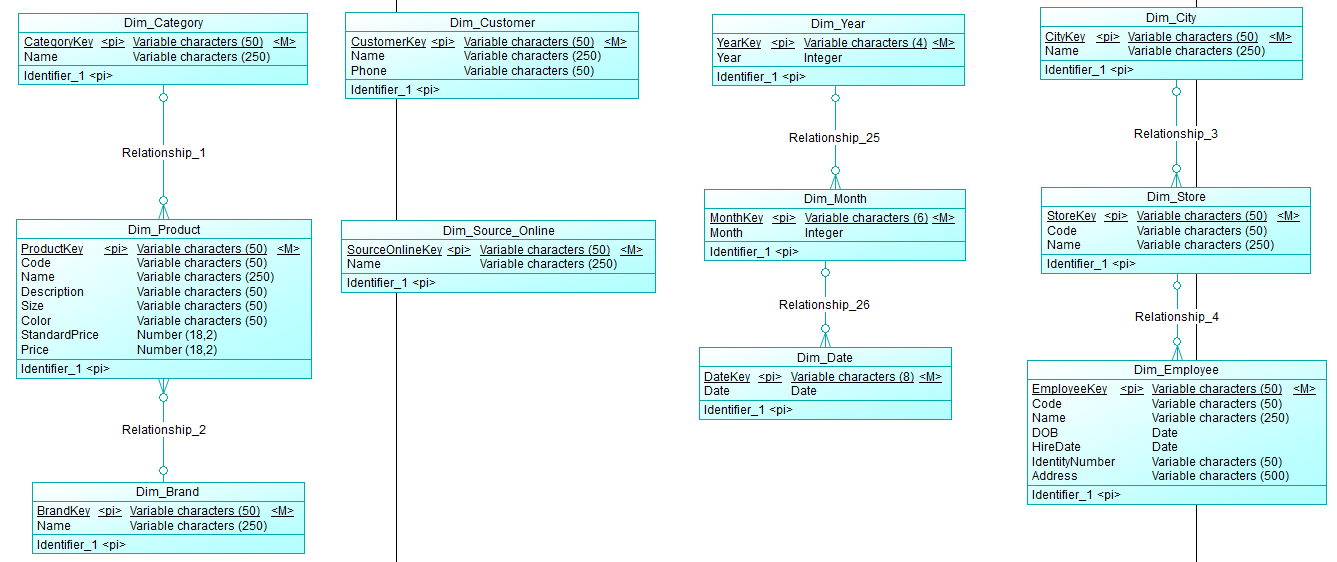 Dim_Category
CategoryKey <pi> Variable characters (50) <M>
Name Variable characters (250)
Identifier_1 <pi>
Relationship_1
Dim_Product
ProductKey <pi> Variable characters (50) <M>
Code Variable characters (50)
Name Variable characters (250)
Description Variable characters (50)
Size Variable characters (50)
Color Variable characters (50)
StandardPrice Number (18,2)
Price Number (18,2)
Identifier_1 <pi>
Relationship_2
Dim_Brand
BrandKey <pi> Variable characters (50) <M>
Name Variable characters (250)
Identifier_1 <pi>
Dim_Customer
CustomerKey <pi> Variable characters (50) <M>
Name Variable characters (250)
Phone Variable characters (50)
Identifier_1 <pi>
Dim_Source_Online
SourceOnlineKey <pi> Variable characters (50) <M>
Name Variable characters (250)
Identifier_1 <pi>
Dim_Year
YearKey <pi> Variable characters (4) <M>
Year Integer
Identifier_1 <pi>
Relationship_25
Dim_Month
MonthKey <pi> Variable characters (6) <M>
Month Integer
Identifier_1 <pi>
Relationship_26
Dim_Date
DateKey <pi> Variable characters (8) <M>
Date Date
Identifier_1 <pi>
Dim_City
CityKey <pi> Variable characters (50) <M>
Name Variable characters (250)
Identifier_1 <pi>
Relationship_3
Dim_Store
StoreKey <pi> Variable characters (50) <M>
Code Variable characters (50)
Name Variable characters (250)
Identifier_1 <pi>
Relationship_4
Dim_Employee
EmployeeKey <pi> Variable characters (50) <M>
Code Variable characters (50)
Name Variable characters (250)
DOB Date
HireDate Date
IdentityNumber Variable characters (50)
Address Variable characters (500)
Identifier_1 <pi>